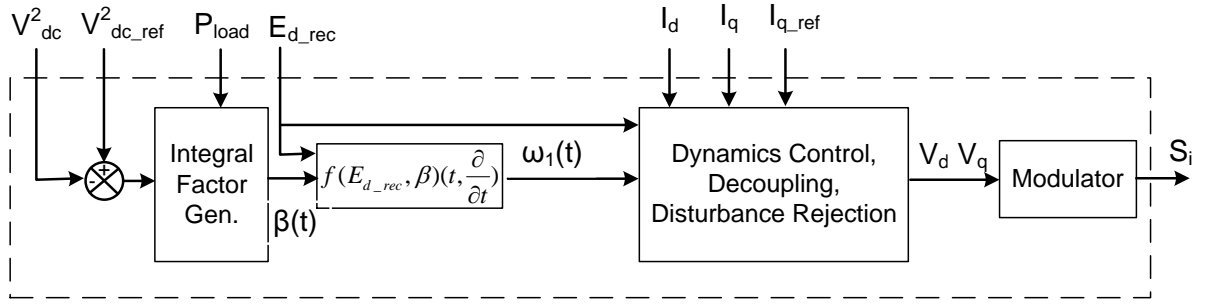 V²dc V²dc_ref Pload Ed_rec Id Iq Iq_ref
+
-
Integral
Factor
Gen.
β(t)
f(Ed_rec, β)(t, ∂/∂t)
ω1(t)
Dynamics Control,
Decoupling,
Disturbance Rejection
Vd Vq
Modulator
Si